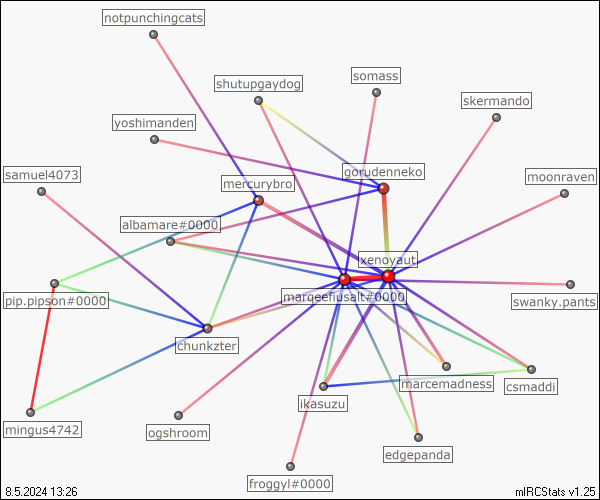 notpunchingcats
shutupgaydog
somass
skermando
yoshimanden
samuel4073
mercurybro
gorudenneko
moonraven
albamare#0000
xenoyaut
pip.pipson#0000
marqeefiusalt#0000
swanky.pants
chunkzter
marcemadness
csmaddi
ikasuzu
mingus4742
ogshroom
edgepanda
froggyl#0000
8.5.2024 13:26
mIRCStats v1.25